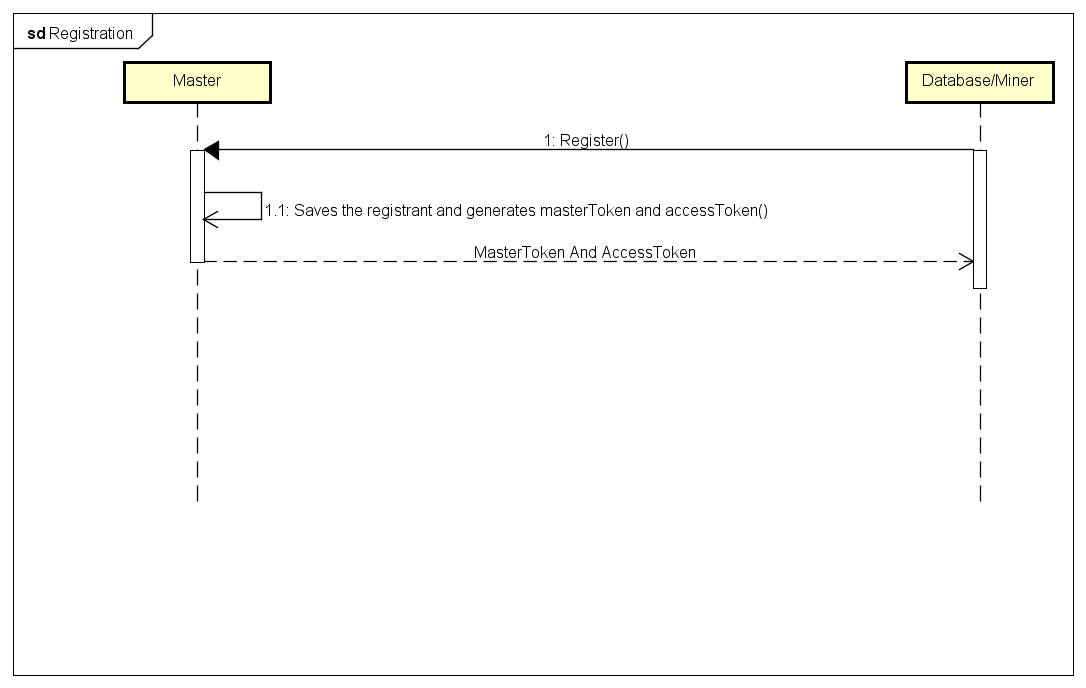 sd Registration
Master
Database/Miner
1: Register()
1.1: Saves the registrant and generates masterToken and accessToken()
MasterToken And AccessToken